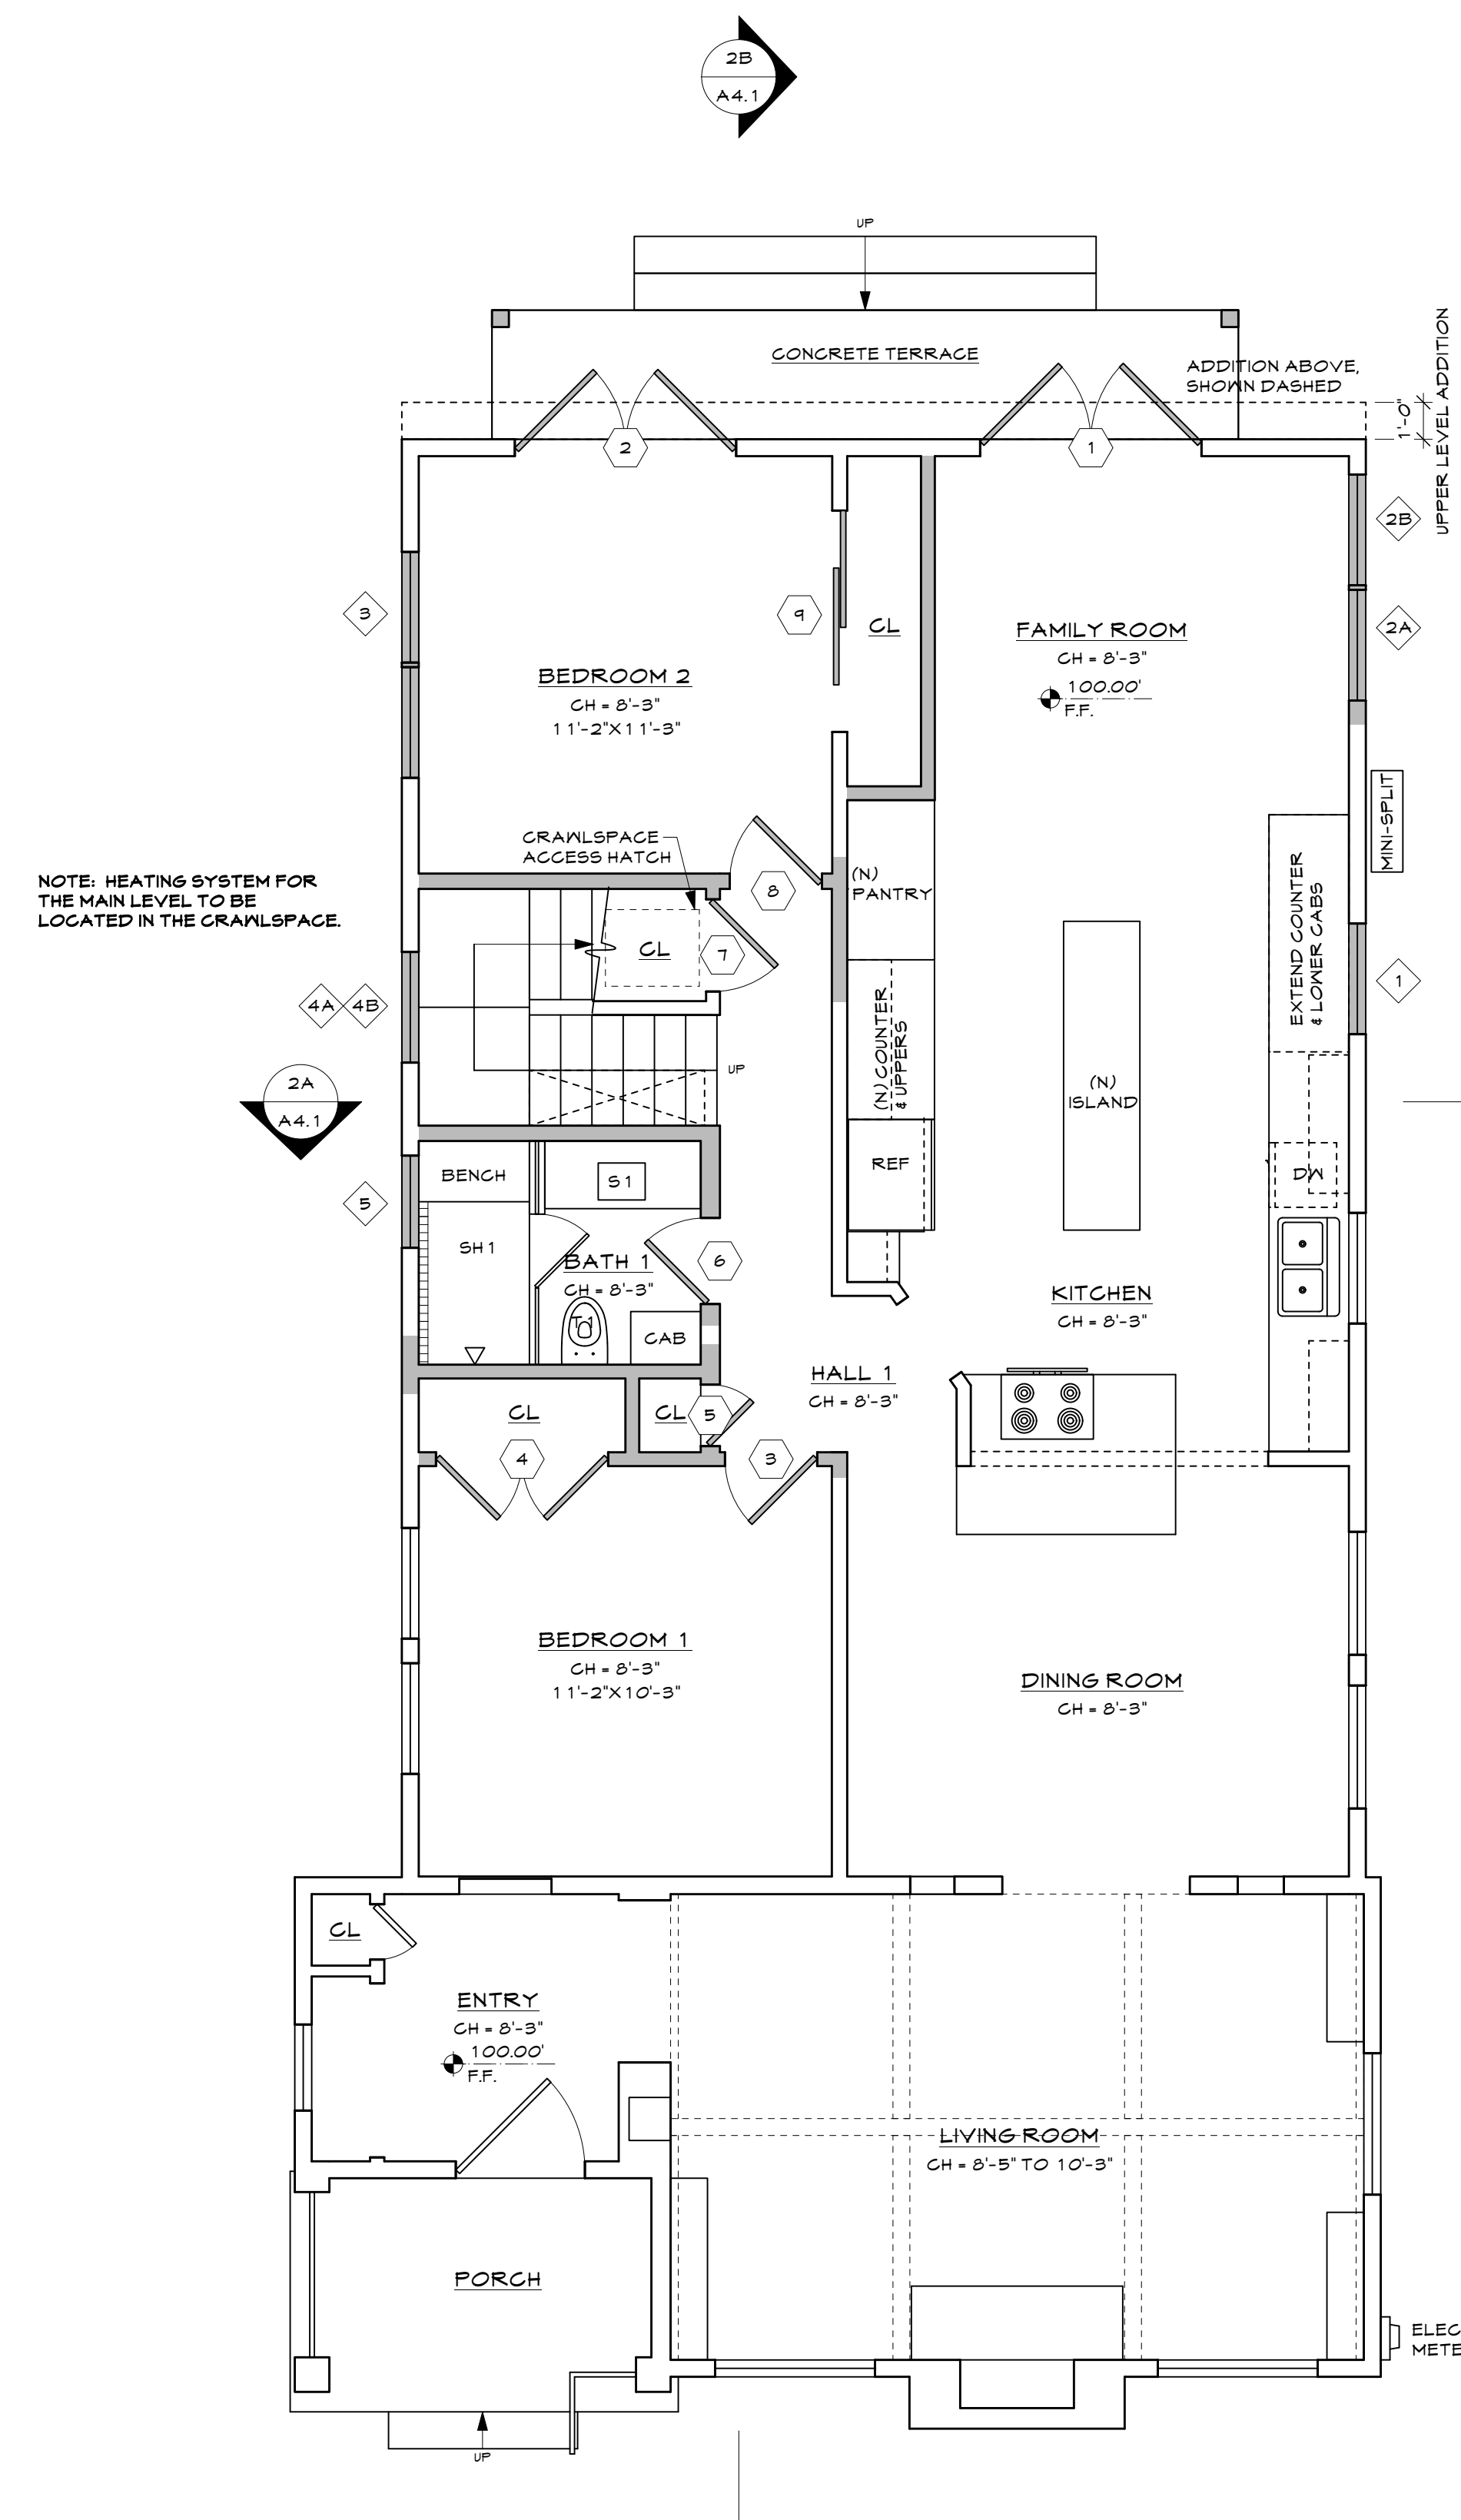 2B
A4.1
UP
CONCRETE TERRACE
ADDITION ABOVE,
SHOWN DASHED
1'-0"
UPPER LEVEL ADDITION
2
1
2B
3
9
CL
FAMILY ROOM
CH = 8'-3"
100.00'
F.F.
2A
BEDROOM 2
CH = 8'-3"
11'-2"X11'-3"
MINI-SPLIT
CRAWLSPACE
ACCESS HATCH
NOTE: HEATING SYSTEM FOR
THE MAIN LEVEL TO BE
LOCATED IN THE CRAWLSPACE.
8
(N)
PANTRY
CL
7
EXTEND COUNTER
& LOWER CABS
1
4A
4B
(N) COUNTER
& UPPERS
UP
(N)
ISLAND
2A
A4.1
BENCH
S1
REF
DW
5
SH1
BATH 1
CH = 8'-3"
6
T1
CAB
KITCHEN
CH = 8'-3"
HALL 1
CH = 8'-3"
CL
CL
5
4
3
BEDROOM 1
CH = 8'-3"
11'-2"X10'-3"
DINING ROOM
CH = 8'-3"
CL
ENTRY
CH = 8'-3"
100.00'
F.F.
LIVING ROOM
CH = 8'-5" TO 10'-3"
PORCH
ELEC
METE
UP